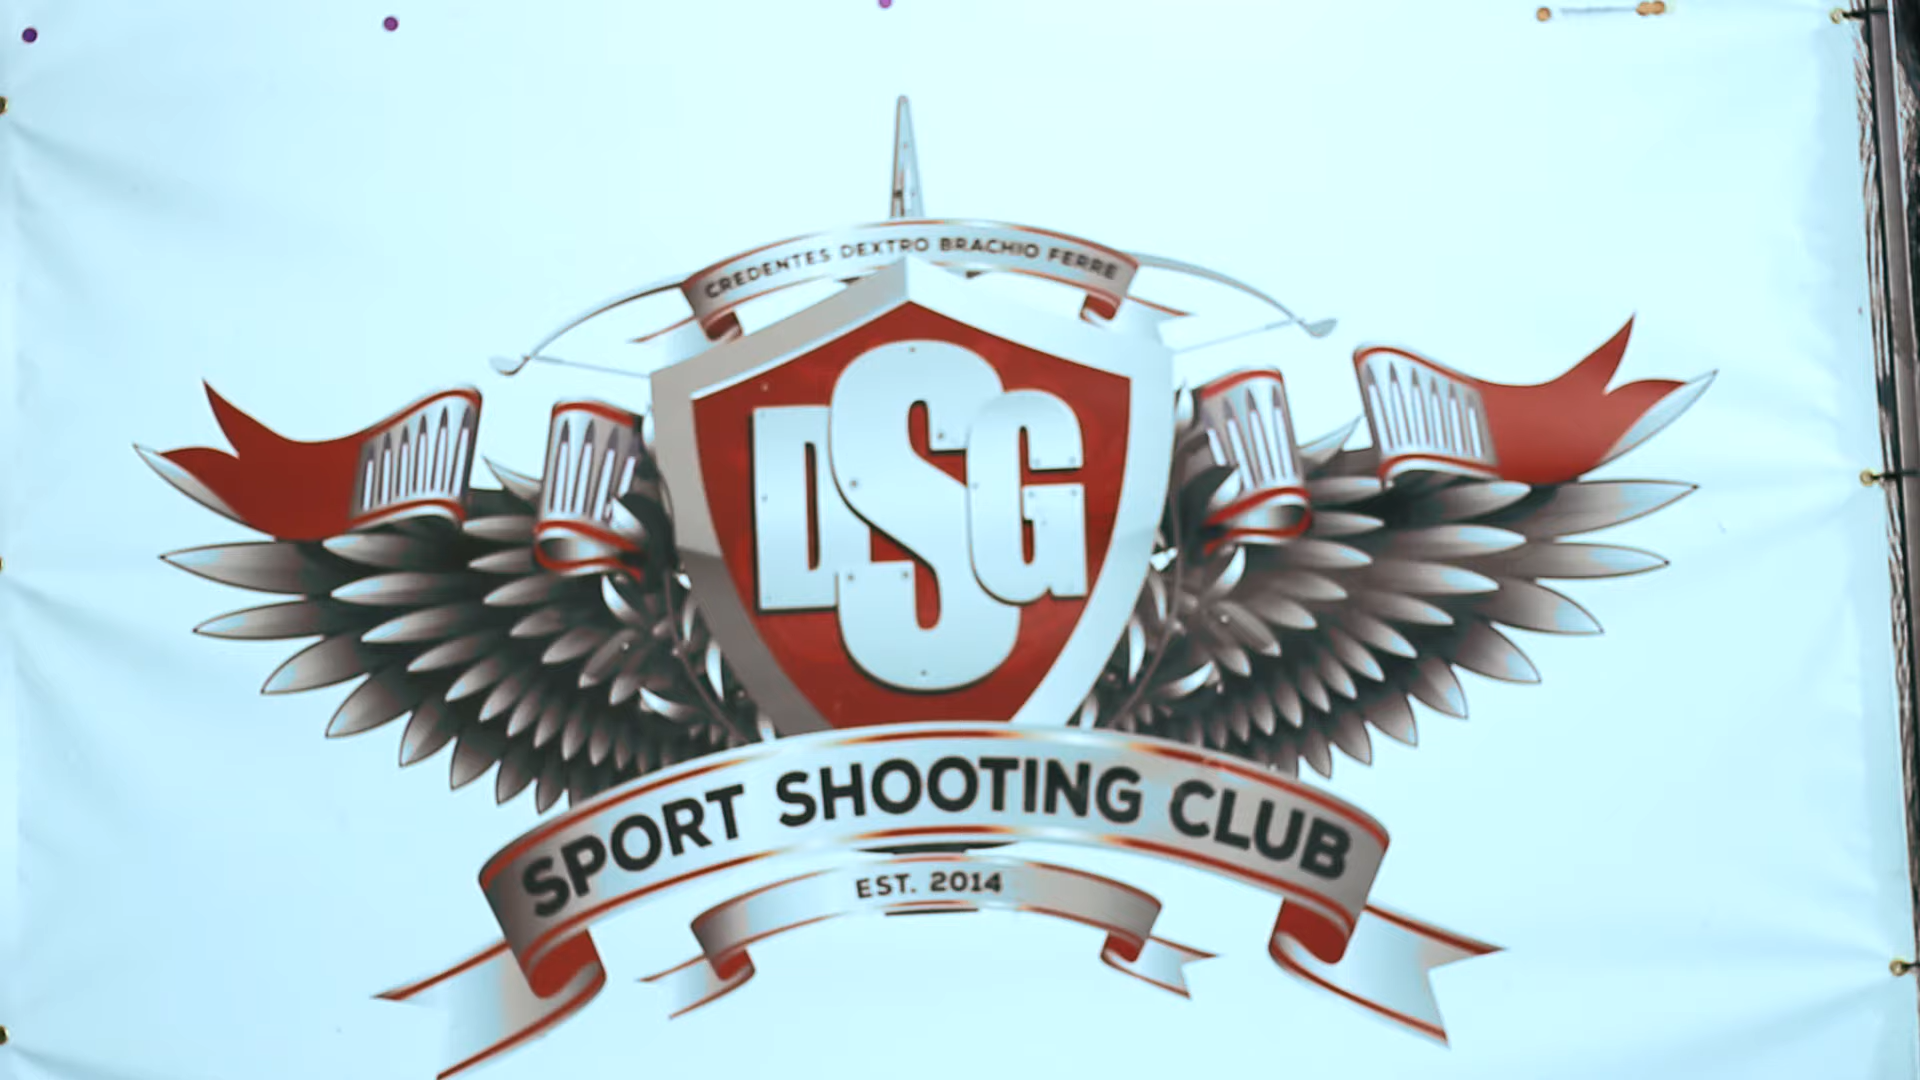 CREDENTES DEXTRO BRACHIO FERRE
DSG
SPORT SHOOTING CLUB
EST. 2014